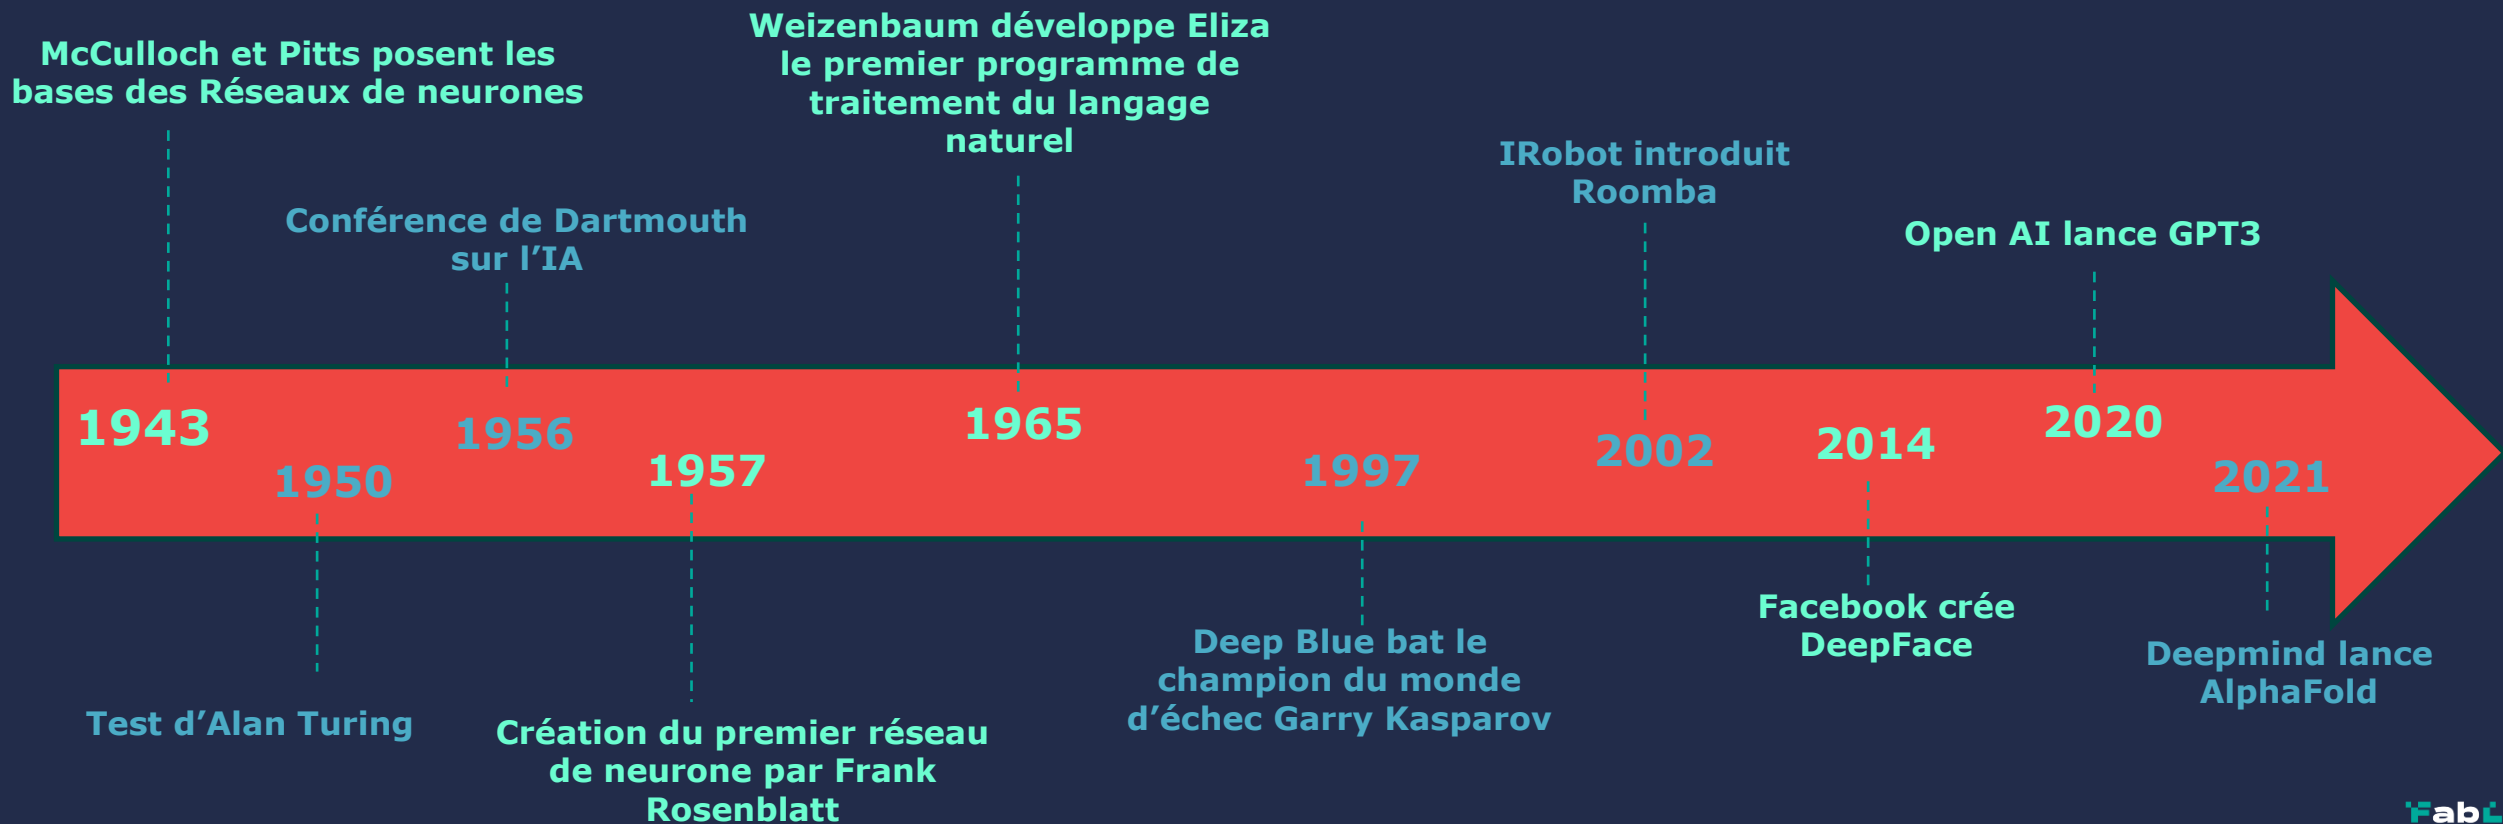 McCulloch et Pitts posent les
bases des Réseaux de neurones
Weizenbaum développe Eliza
le premier programme de
traitement du langage
naturel
Conférence de Dartmouth
sur l’IA
IRobot introduit
Roomba
Open AI lance GPT3
1943
1950
1956
1957
1965
1997
2002
2014
2020
2021
Test d’Alan Turing
Création du premier réseau
de neurone par Frank
Rosenblatt
Deep Blue bat le
champion du monde
d’échec Garry Kasparov
Facebook crée
DeepFace
Deepmind lance
AlphaFold